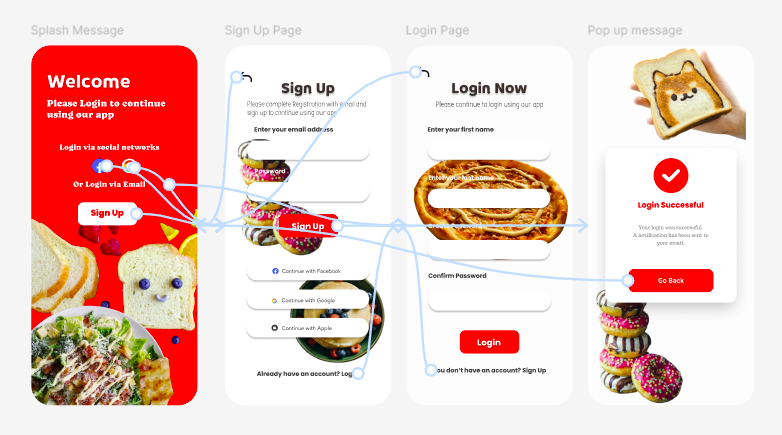 Splash Message
Sign Up Page
Login Page
Pop up message
Welcome
Please Login to continue
using our app
Login via social networks
Or Login via Email
Sign Up
Sign Up
Please complete Registration with email and
sign up to continue using our app
Enter your email address
Password
Sign Up
Continue with Facebook
Continue with Google
Continue with Apple
Already have an account?
Login Now
Please continue to login using our app
Enter your first name
Enter your last name
Create Password
Confirm Password
Login
you don't have an account? Sign Up
Login Successful
Your login was successful.
A notification has been sent to
your email.
Go Back